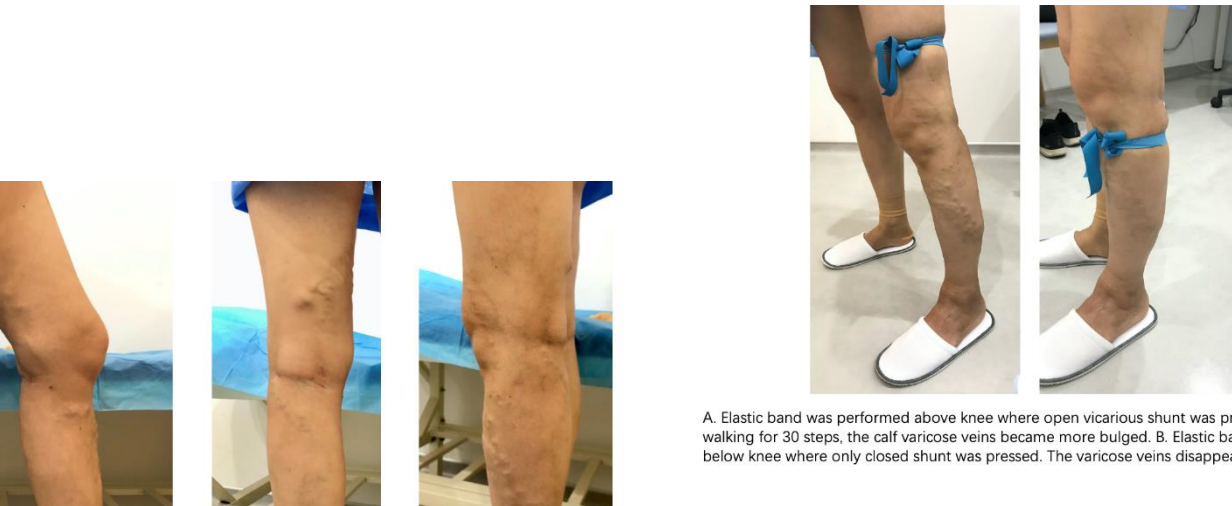 A. Elastic band was performed above knee where open vicarious shunt was
walking for 30 steps, the calf varicose veins became more bulged. B. Elastic
below knee where only closed shunt was pressed. The varicose veins